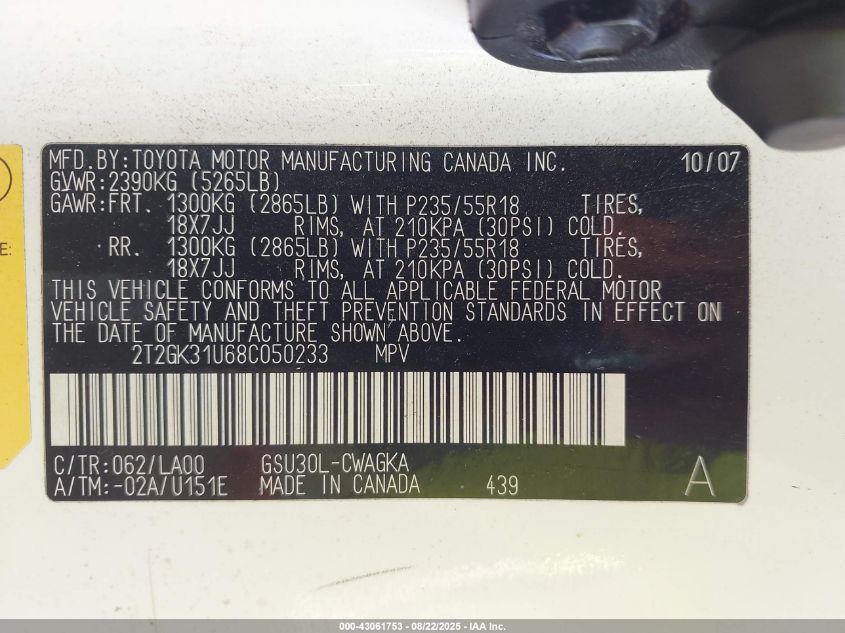 MFD.BY:TOYOTA MOTOR MANUFACTURING CANADA INC. 10/07
GVWR:2390KG (5265LB)
GAWR:FRT. 1300KG (2865LB) WITH P235/55R18 TIRES,
18X7JJ RIMS, AT 210KPA (30PSI) COLD.
RR. 1300KG (2865LB) WITH P235/55R18 TIRES,
18X7JJ RIMS, AT 210KPA (30PSI) COLD.
THIS VEHICLE CONFORMS TO ALL APPLICABLE FEDERAL MOTOR
VEHICLE SAFETY AND THEFT PREVENTION STANDARDS IN EFFECT ON
THE DATE OF MANUFACTURE SHOWN ABOVE.
2T2GK31U68C050233 MPV
C/TR:062/LA00 GSU30L-CWAGKA
A/TM:-02A/U151E MADE IN CANADA 439 A
E:
000-43061753 - 08/22/2025 - IAA Inc.